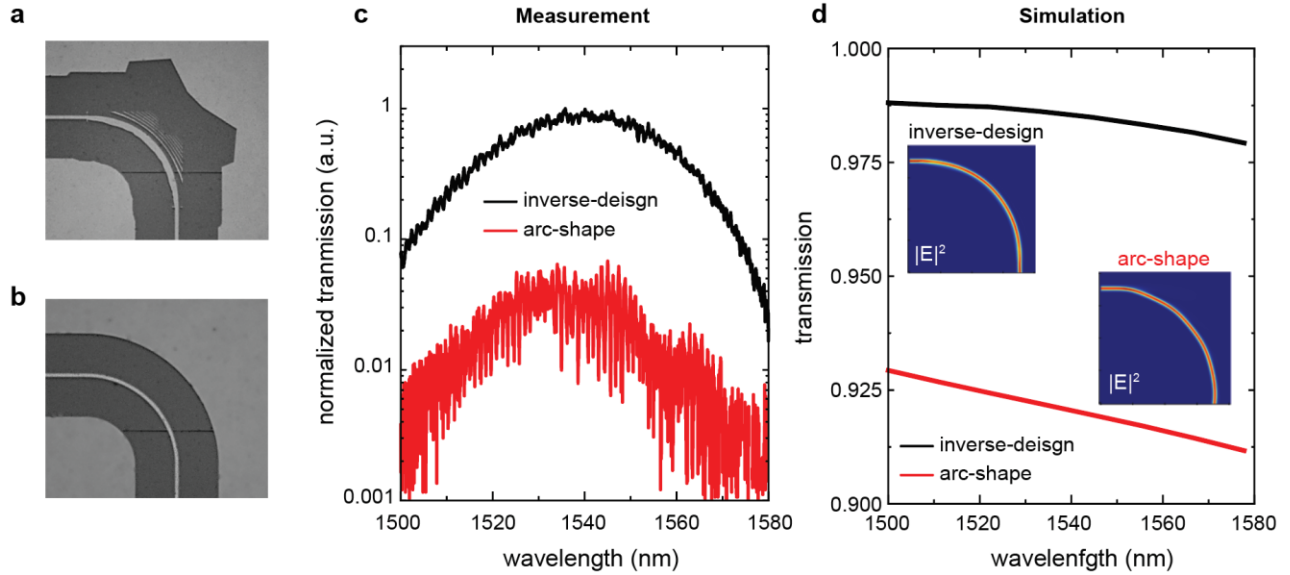 a
b
c
Measurement
normalized tranmission (a.u.)
1
0.1
0.01
0.001
inverse-deisgn
arc-shape
1500
1520
1540
1560
1580
wavelength (nm)
d
Simulation
transmission
1.000
0.975
0.950
0.925
0.900
inverse-design
|E|²
arc-shape
|E|²
inverse-deisgn
arc-shape
1500
1520
1540
1560
1580
wavelenfgth (nm)